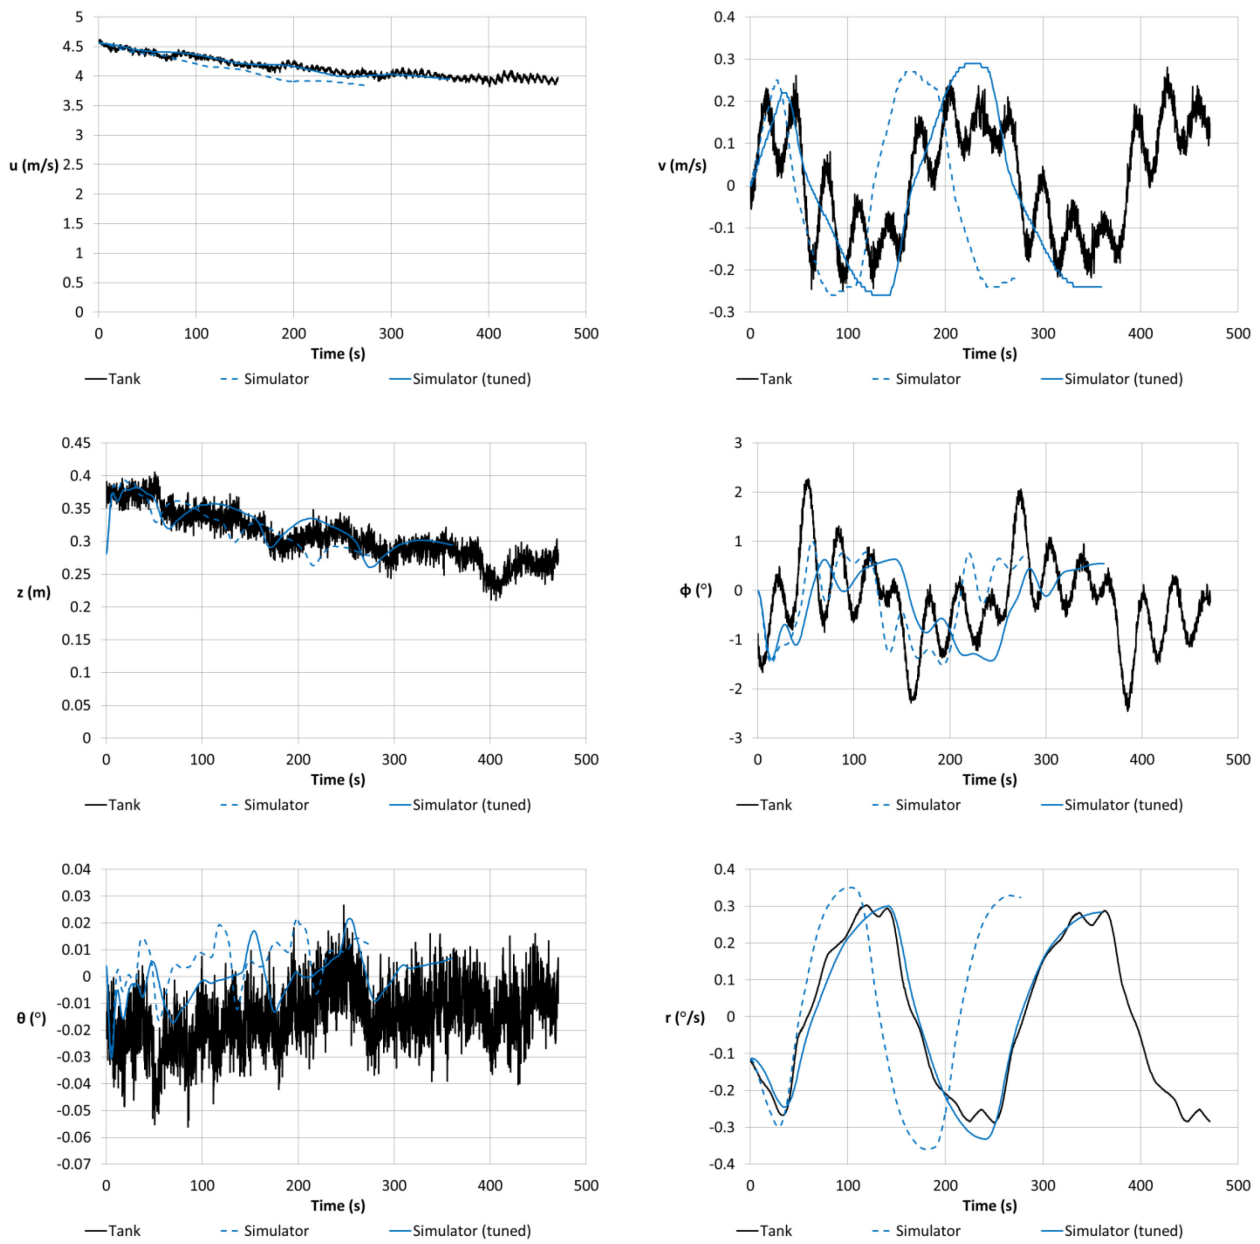 5
4.5
4
3.5
3
u (m/s) 2.5
2
1.5
1
0.5
0
0 100 200 300 400 500
Time (s)
Tank Simulator Simulator (tuned)
0.4
0.3
0.2
0.1
v (m/s)
0
-0.1
-0.2
-0.3
0 100 200 300 400 500
Time (s)
Tank Simulator Simulator (tuned)
0.45
0.4
0.35
0.3
0.25
z (m)
0.2
0.15
0.1
0.05
0
0 100 200 300 400 500
Time (s)
Tank Simulator Simulator (tuned)
3
2
1
ϕ (°) 0
-1
-2
-3
0 100 200 300 400 500
Time (s)
Tank Simulator Simulator (tuned)
0.04
0.03
0.02
0.01
0
-0.01
θ (°)
-0.02
-0.03
-0.04
-0.05
-0.06
-0.07
0 100 200 300 400 500
Time (s)
Tank Simulator Simulator (tuned)
0.4
0.3
0.2
0.1
r (°/s) 0
-0.1
-0.2
-0.3
-0.4
0 100 200 300 400 500
Time (s)
Tank Simulator Simulator (tuned)